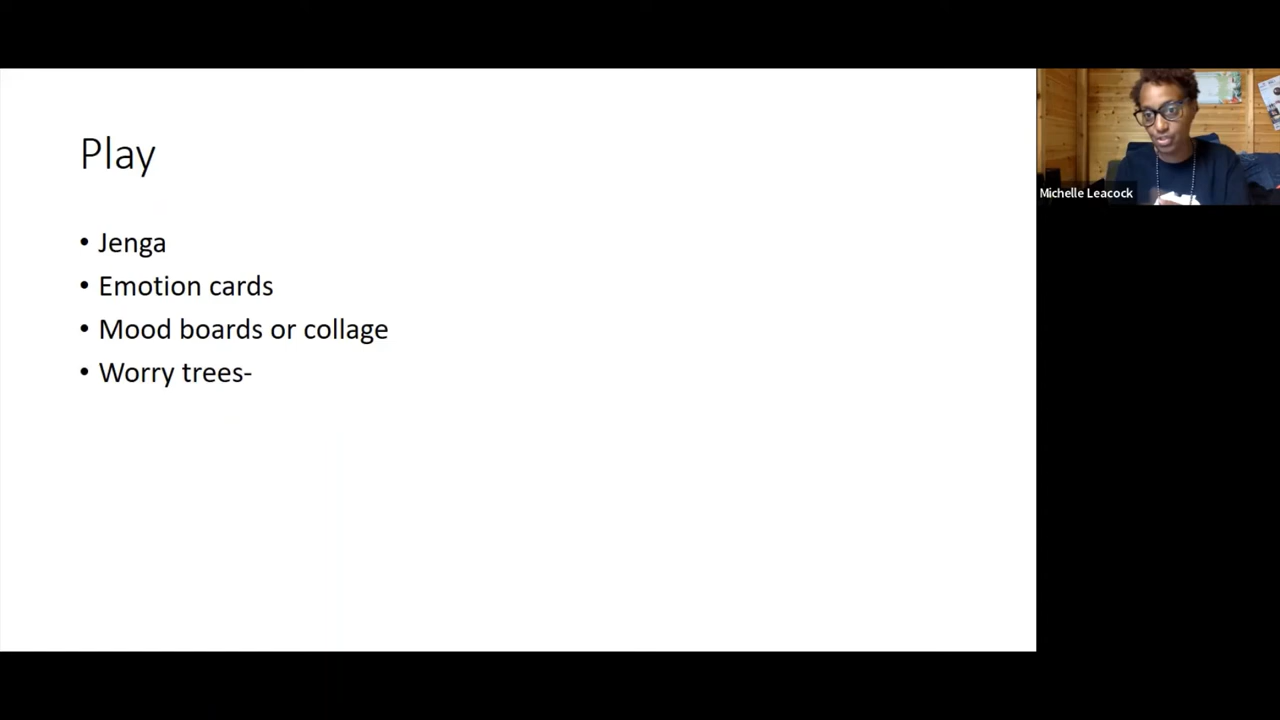 Play
• Jenga
• Emotion cards
• Mood boards or collage
• Worry trees-
Michelle Leacock